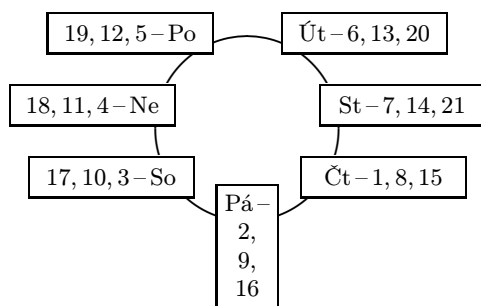 19, 12, 5 – Po
Út – 6, 13, 20
18, 11, 4 – Ne
St – 7, 14, 21
17, 10, 3 – So
Čt – 1, 8, 15
Pá –
2,
9,
16